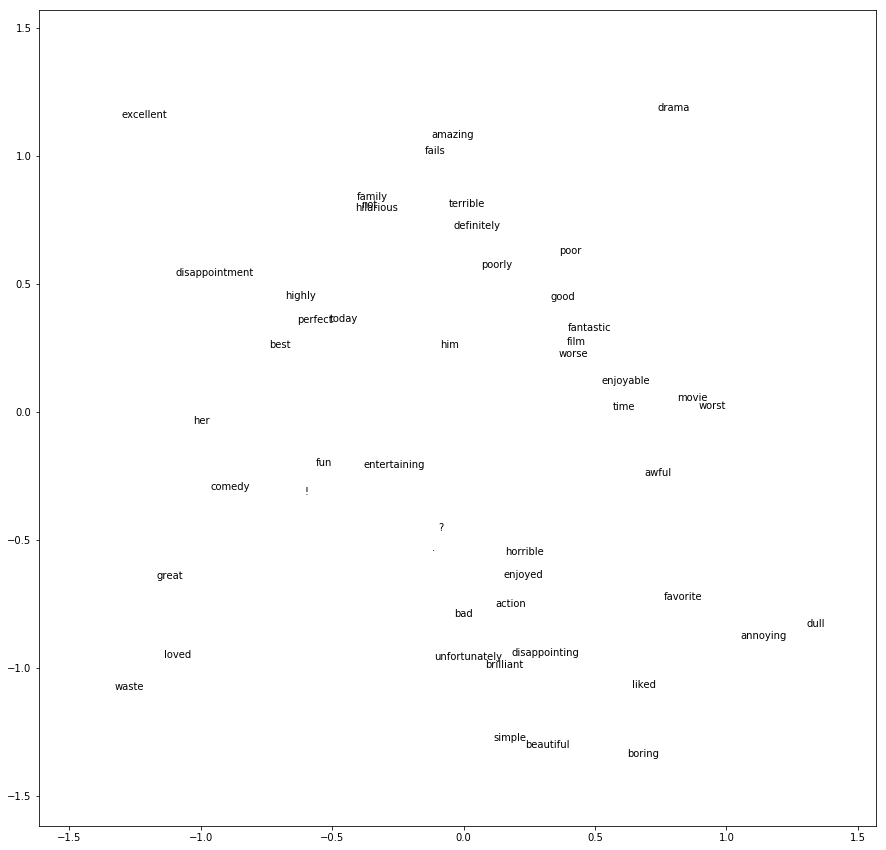 1.5
excellent
drama
amazing
fails
1.0
family
not
hilarious
terrible
definitely
poor
poorly
disappointment
0.5
highly
good
perfect
today
fantastic
film
best
him
worse
enjoyable
movie
time
worst
0.0
her
fun
entertaining
awful
comedy
!
?
−0.5
.
horrible
great
enjoyed
favorite
action
bad
dull
annoying
loved
unfortunately
disappointing
brilliant
−1.0
waste
liked
simple
beautiful
boring
−1.5
−1.5 −1.0 −0.5 0.0 0.5 1.0 1.5